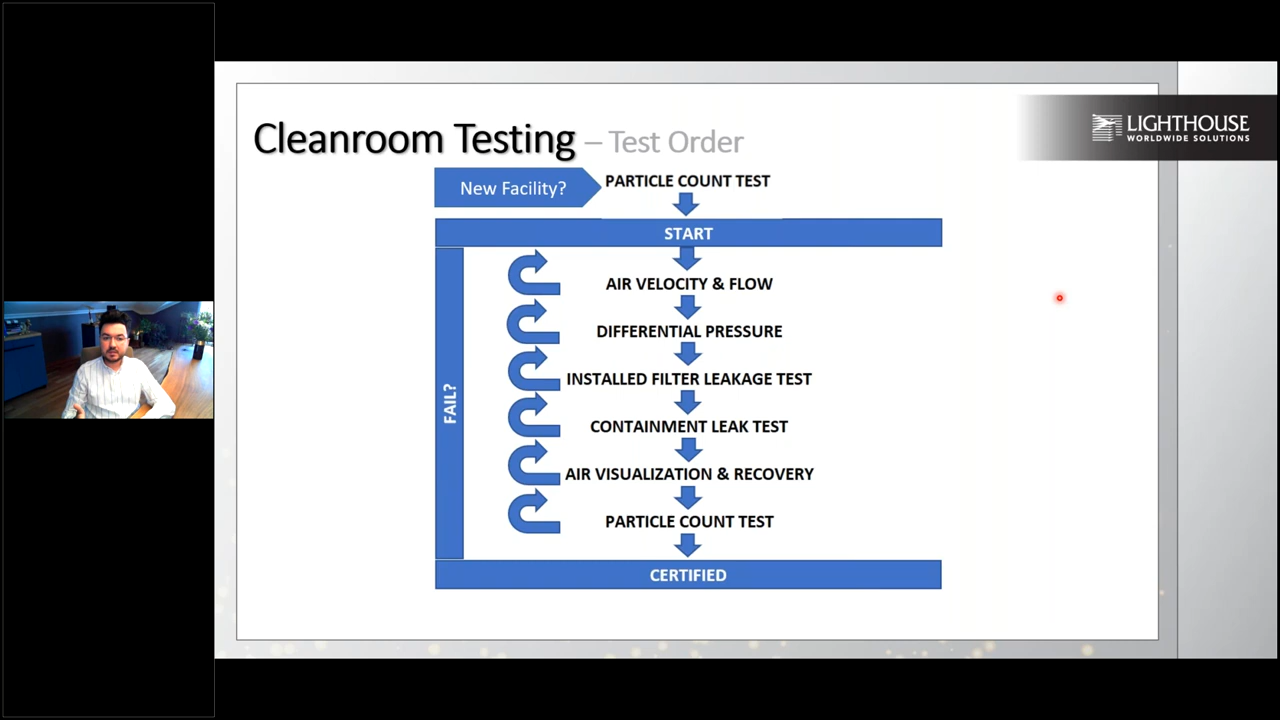 Cleanroom Testing – Test Order
LIGHTHOUSE
WORLDWIDE SOLUTIONS
New Facility?
PARTICLE COUNT TEST
START
AIR VELOCITY & FLOW
DIFFERENTIAL PRESSURE
INSTALLED FILTER LEAKAGE TEST
FAIL?
CONTAINMENT LEAK TEST
AIR VISUALIZATION & RECOVERY
PARTICLE COUNT TEST
CERTIFIED